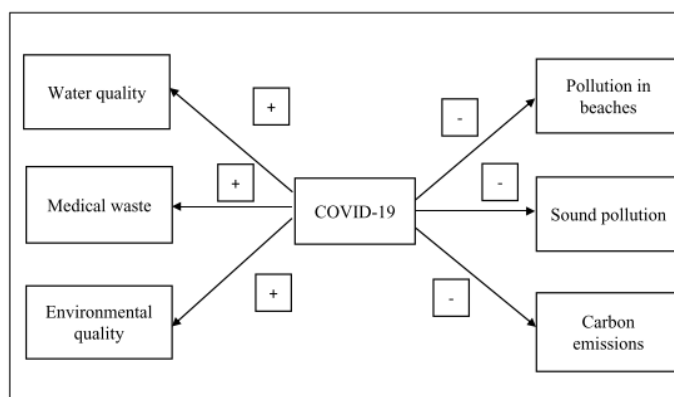 Water quality
+
Pollution in
beaches
-
Medical waste
+
COVID-19
-
Sound pollution
Environmental
quality
+
-
Carbon
emissions